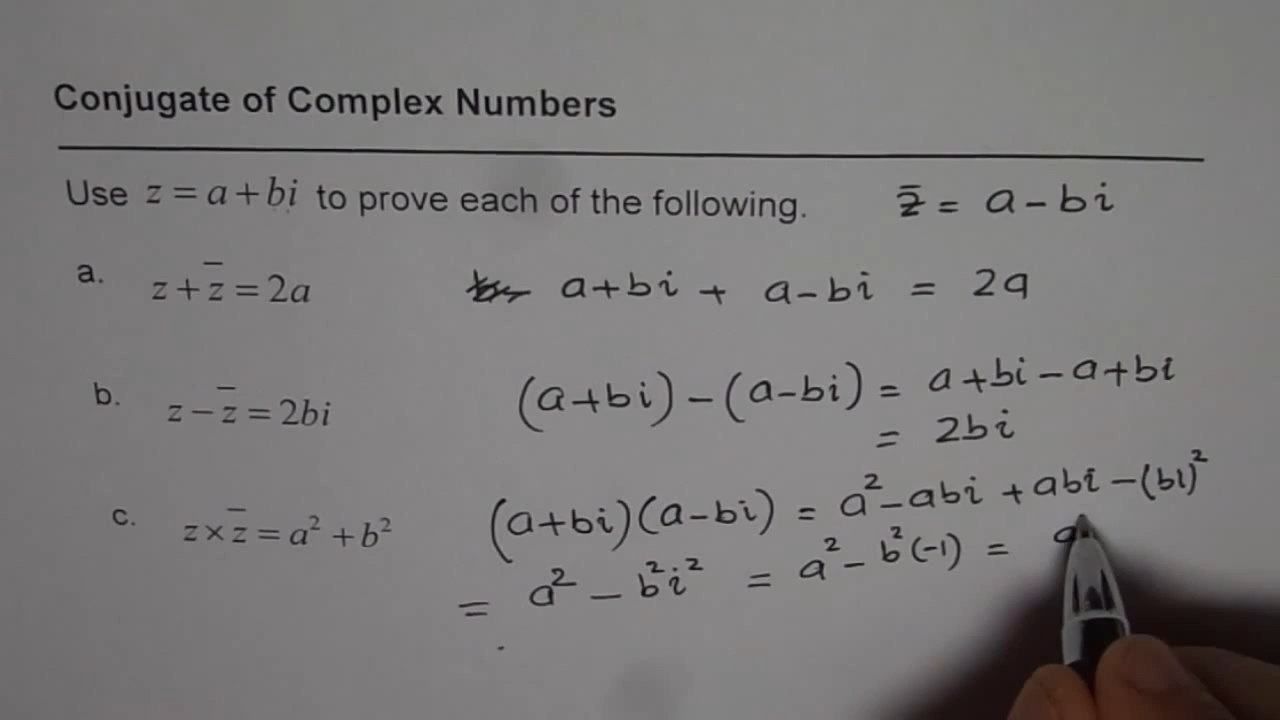 Conjugate of Complex Numbers
Use z = a + bi to prove each of the following. z̄ = a - bi
a. z + z̄ = 2a a+bi + a-bi = 2a
b. z - z̄ = 2bi (a+bi) - (a-bi) = a+bi-a+bi
= 2bi
c. z × z̄ = a² + b² (a+bi)(a-bi) = a² - abi + abi - (bi)²
= a² - b²i² = a² - b²(-1) = a